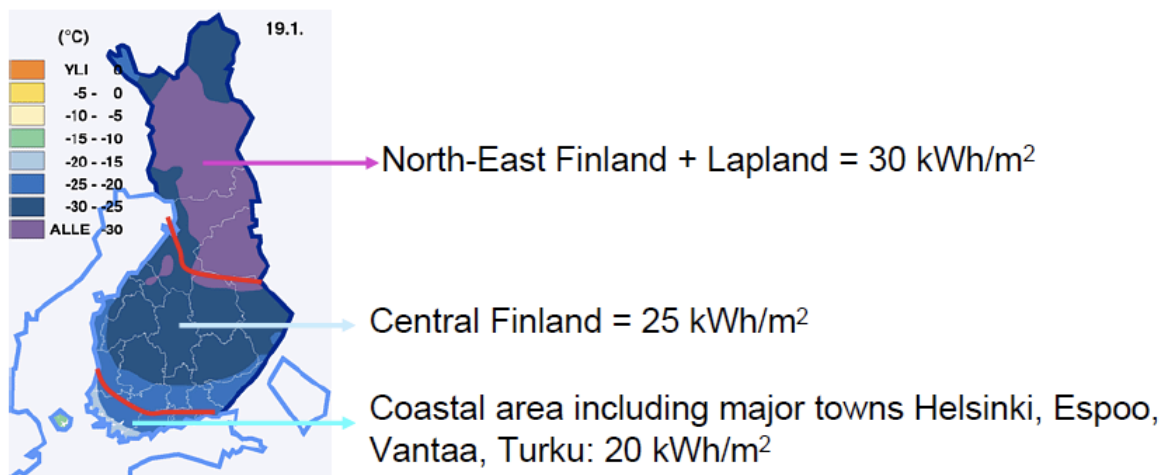 19.1.
(°C)
YLI 0
-5 - 0
-10 - -5
-15 - -10
-20 - -15
-25 - -20
-30 - -25
ALLE -30
North-East Finland + Lapland = 30 kWh/m²
Central Finland = 25 kWh/m²
Coastal area including major towns Helsinki, Espoo,
Vantaa, Turku: 20 kWh/m²